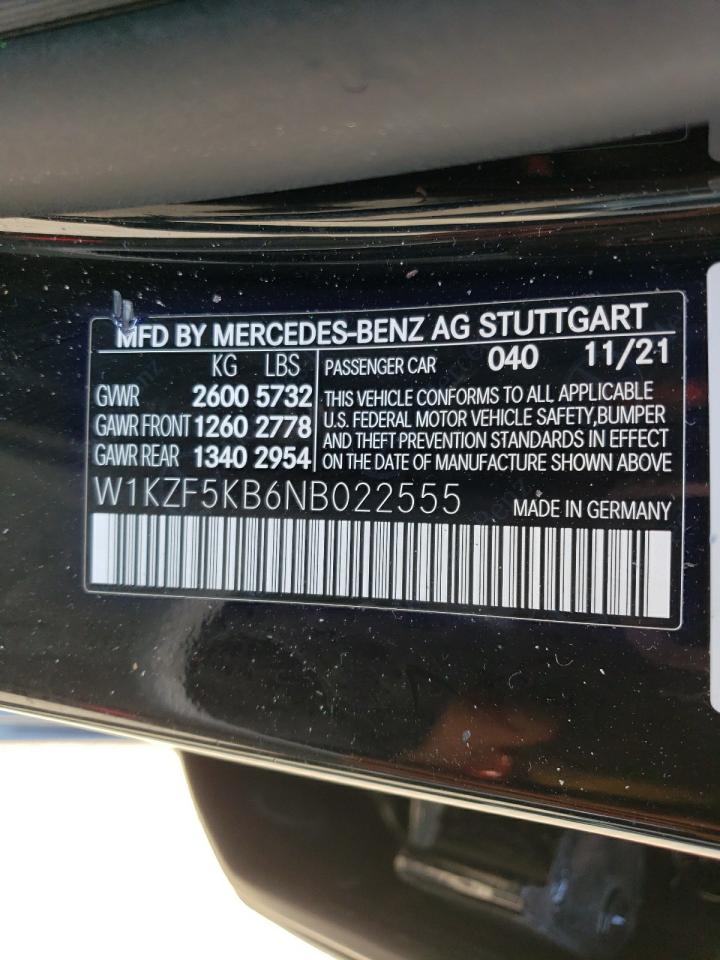 MFD BY MERCEDES-BENZ AG STUTTGART
KG LBS
GVWR 2600 5732
GAWR FRONT 1260 2778
GAWR REAR 1340 2954
PASSENGER CAR 040 11/21
THIS VEHICLE CONFORMS TO ALL APPLICABLE
U.S. FEDERAL MOTOR VEHICLE SAFETY,BUMPER
AND THEFT PREVENTION STANDARDS IN EFFECT
ON THE DATE OF MANUFACTURE SHOWN ABOVE
W1KZF5KB6NB022555 MADE IN GERMANY